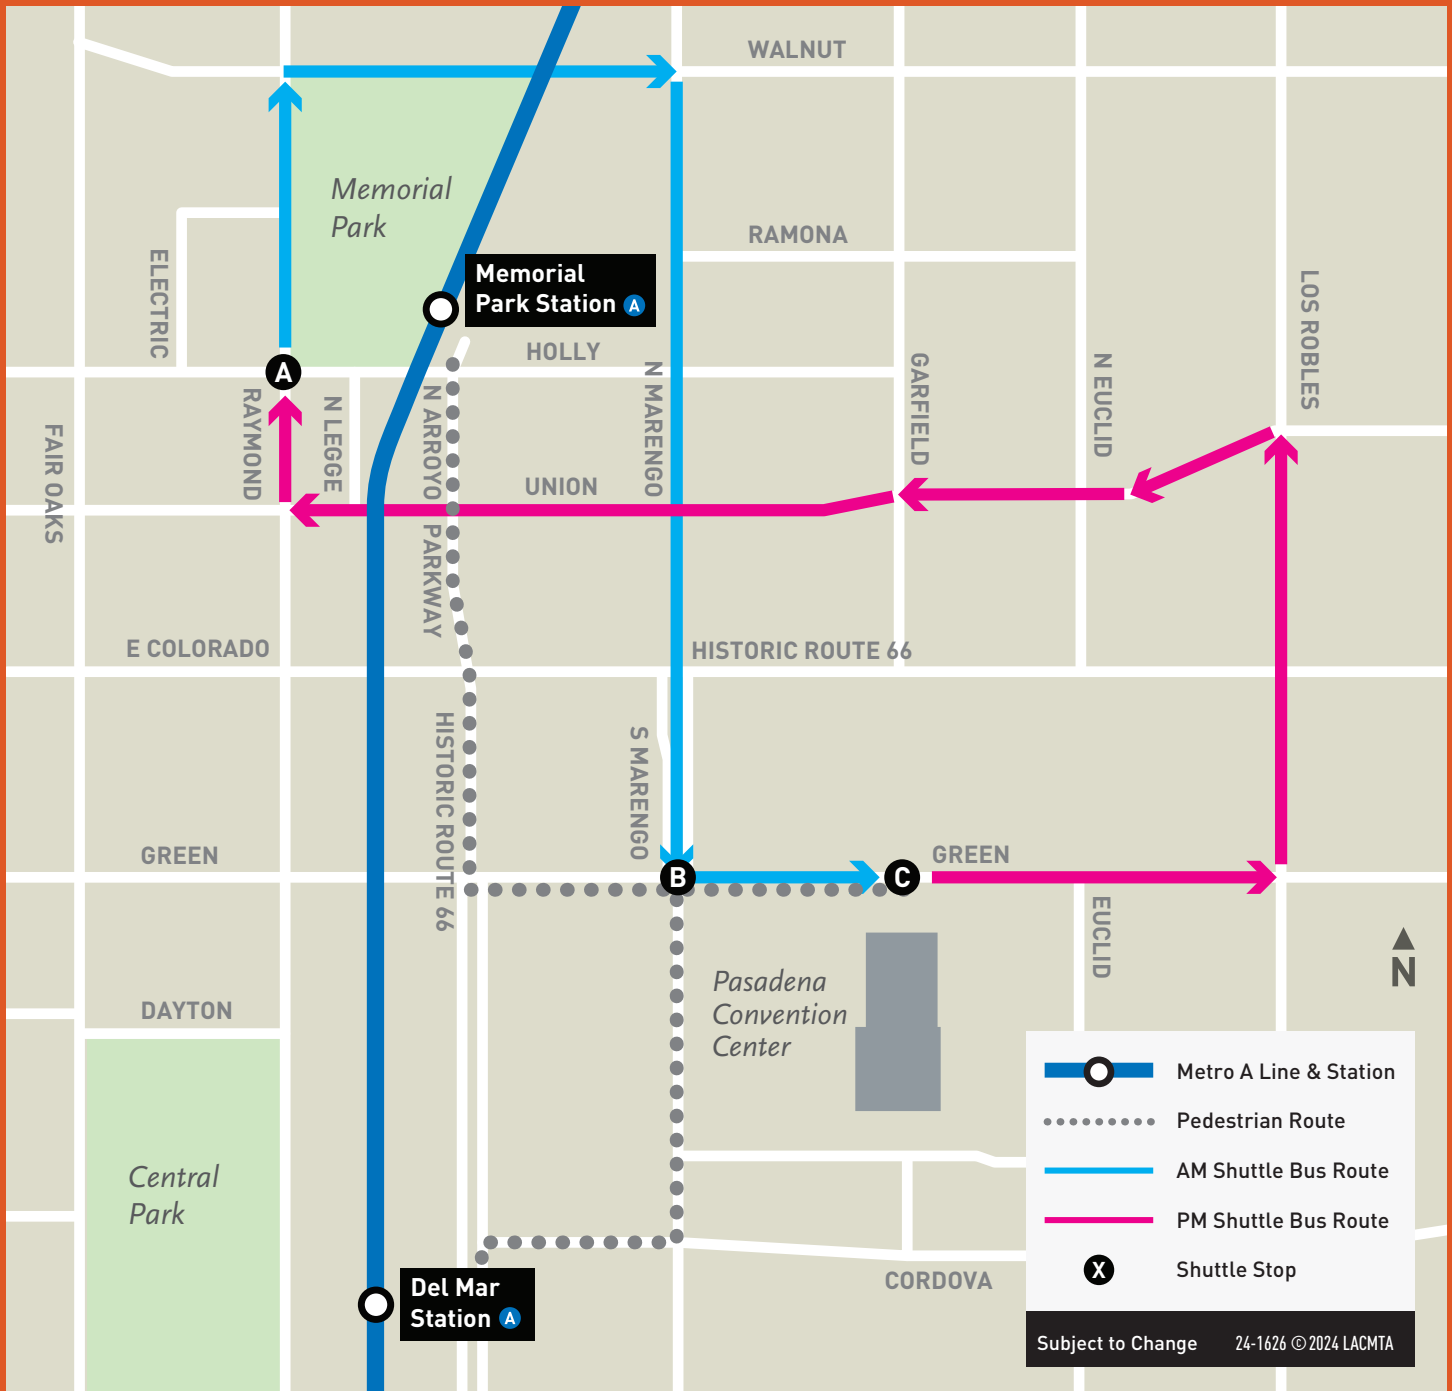 WALNUT
Memorial
Park
RAMONA
ELECTRIC
Memorial
Park Station A
LOS ROBLES
HOLLY
A
N MARENGO
GARFIELD
N EUCLID
RAYMOND
N LEGGE
N ARROYO PARKWAY
FAIR OAKS
UNION
E COLORADO
HISTORIC ROUTE 66
HISTORIC ROUTE 66
S MARENGO
GREEN
B
C
GREEN
EUCLID
N
Pasadena
Convention
Center
DAYTON
Central
Park
Metro A Line & Station
Pedestrian Route
AM Shuttle Bus Route
PM Shuttle Bus Route
X
Shuttle Stop
CORDOVA
Del Mar
Station A
Subject to Change 24-1626 ©2024 LACMTA